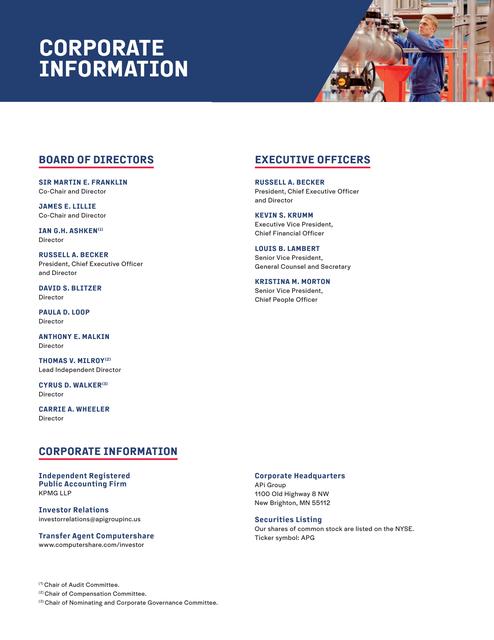 CORPORATE
INFORMATION
BOARD OF DIRECTORS
SIR MARTIN E. FRANKLIN
Co-Chair and Director
JAMES E. LILLIE
Co-Chair and Director
IAN G.H. ASHKEN(1)
Director
RUSSELL A. BECKER
President, Chief Executive Officer
and Director
DAVID S. BLITZER
Director
PAULA D. LOOP
Director
ANTHONY E. MALKIN
Director
THOMAS V. MILROY(2)
Lead Independent Director
CYRUS D. WALKER(3)
Director
CARRIE A. WHEELER
Director
EXECUTIVE OFFICERS
RUSSELL A. BECKER
President, Chief Executive Officer
and Director
KEVIN S. KRUMM
Executive Vice President,
Chief Financial Officer
LOUIS B. LAMBERT
Senior Vice President,
General Counsel and Secretary
KRISTINA M. MORTON
Senior Vice President,
Chief People Officer
CORPORATE INFORMATION
Independent Registered
Public Accounting Firm
KPMG LLP
Investor Relations
investorrelations@apigroupinc.us
Transfer Agent Computershare
www.computershare.com/investor
Corporate Headquarters
APi Group
1100 Old Highway 8 NW
New Brighton, MN 55112
Securities Listing
Our shares of common stock are listed on the NYSE.
Ticker symbol: APG
(1) Chair of Audit Committee.
(2) Chair of Compensation Committee.
(3) Chair of Nominating and Corporate Governance Committee.